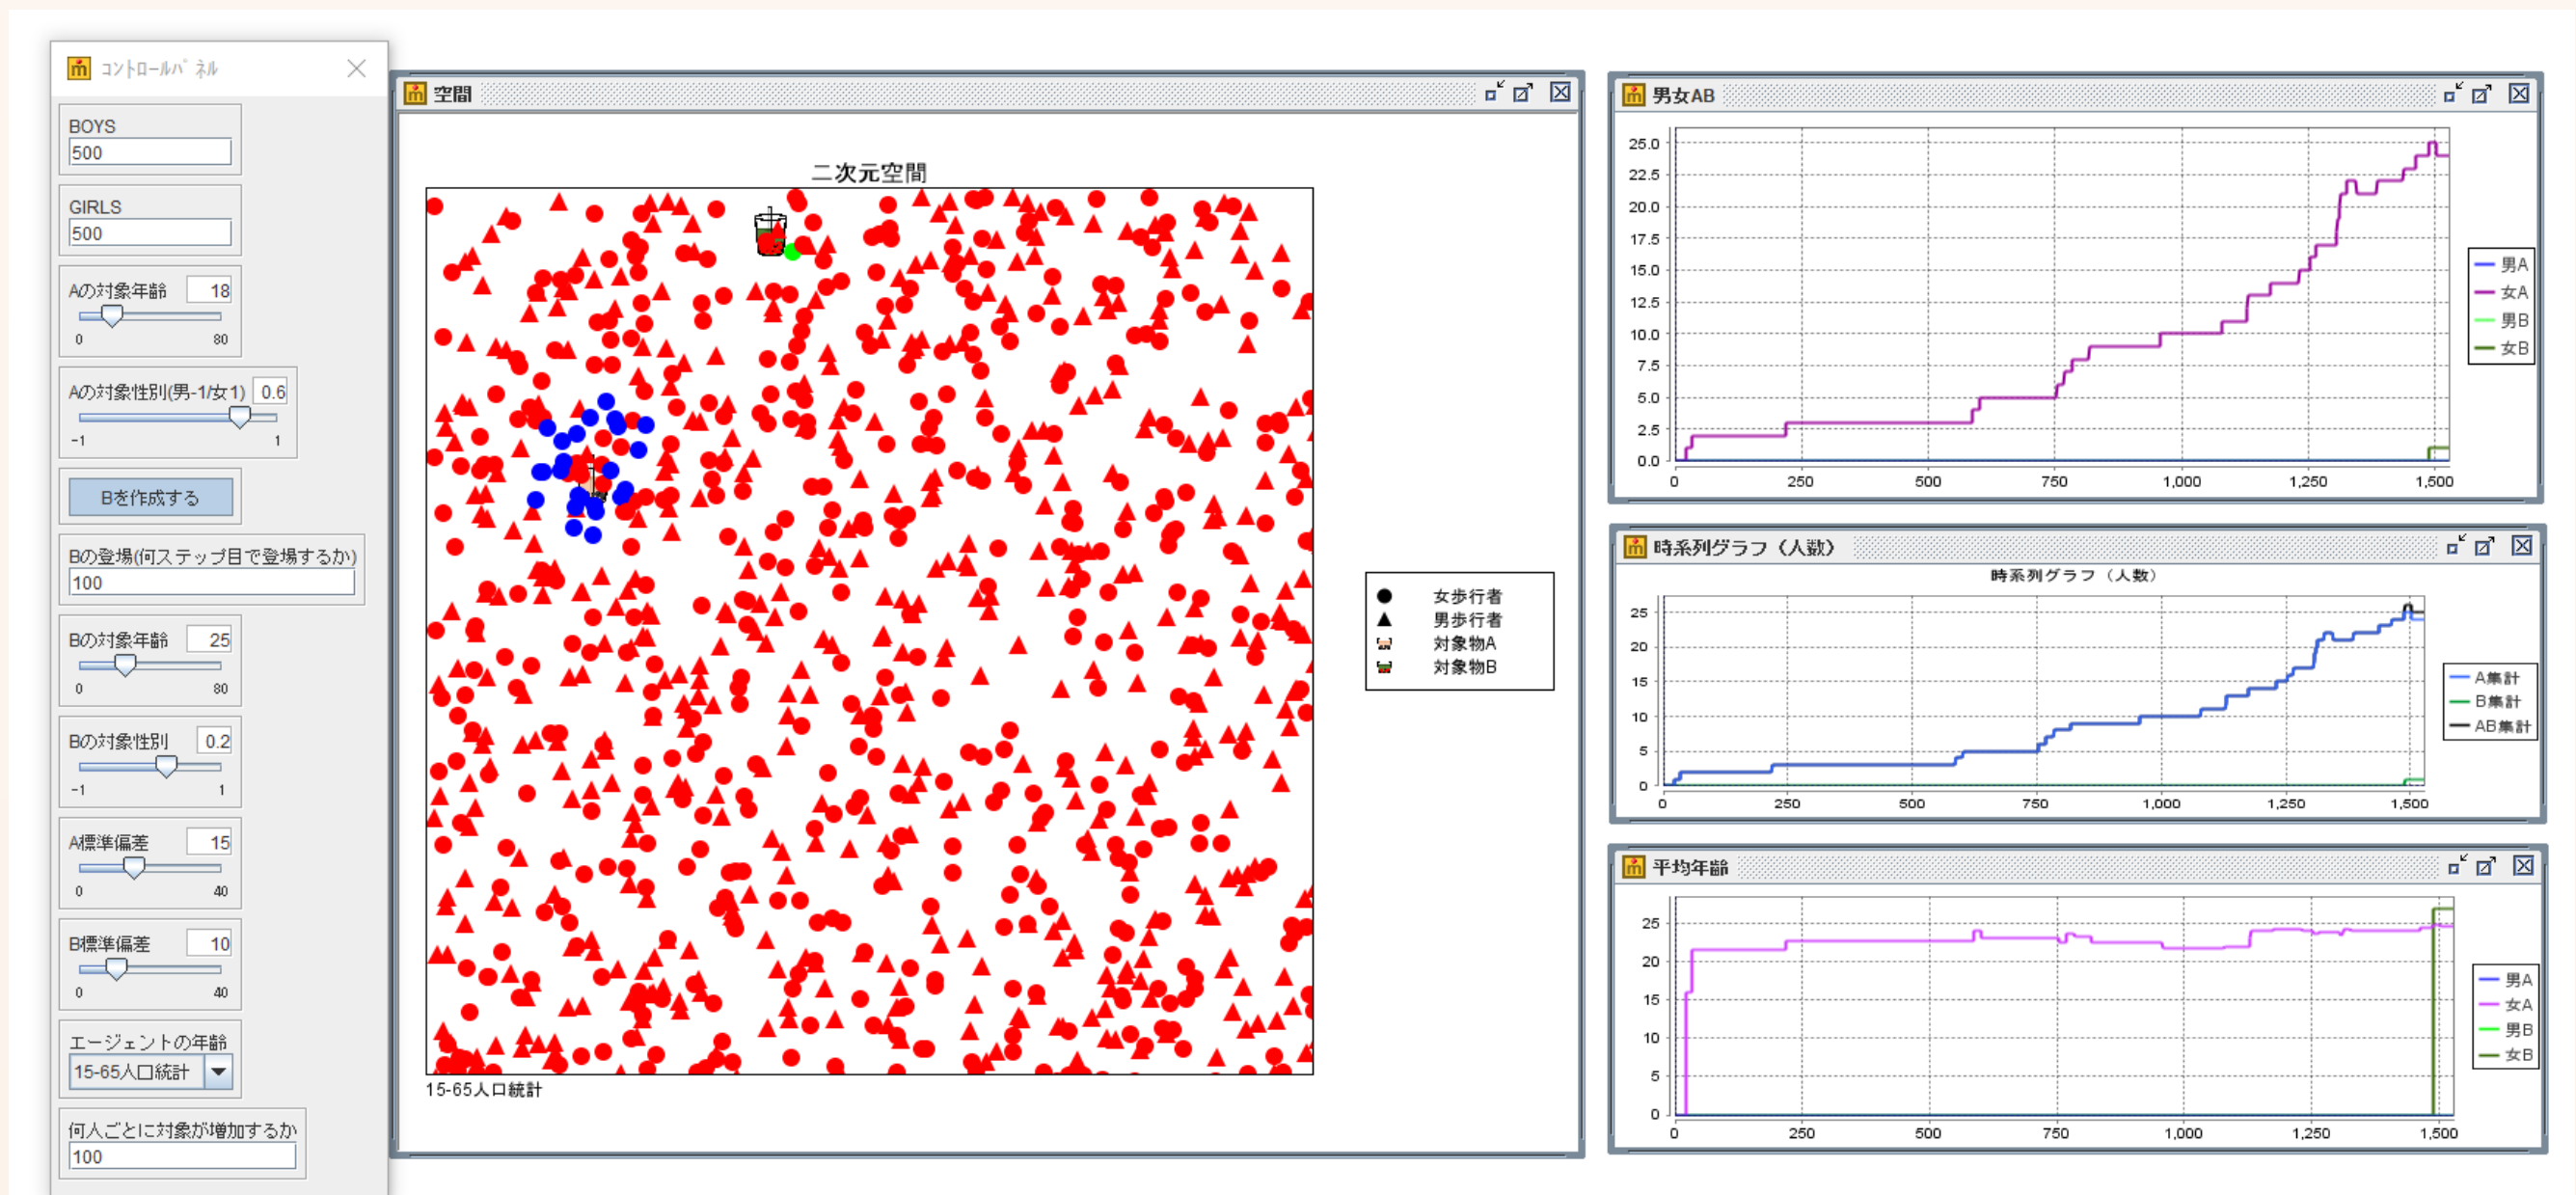 コントロールパネル
BOYS
500
GIRLS
500
Aの対象年齢 18
0 80
Aの対象性別(男-1/女1) 0.6
-1 1
Bを作成する
Bの登場(何ステップ目で登場するか)
100
Bの対象年齢 25
0 80
Bの対象性別 0.2
-1 1
A標準偏差 15
0 40
B標準偏差 10
0 40
エージェントの年齢
15-65人口統計
何人ごとに対象が増加するか
100
空間
二次元空間
女歩行者
男歩行者
対象物A
対象物B
15-65人口統計
男女AB
25.0
22.5
20.0
17.5
15.0
12.5
10.0
7.5
5.0
2.5
0.0
0 250 500 750 1,000 1,250 1,500
男A
女A
男B
女B
時系列グラフ（人数）
時系列グラフ（人数）
25
20
15
10
5
0
0 250 500 750 1,000 1,250 1,500
A集計
B集計
AB集計
平均年齢
25
20
15
10
5
0
0 250 500 750 1,000 1,250 1,500
男A
女A
男B
女B